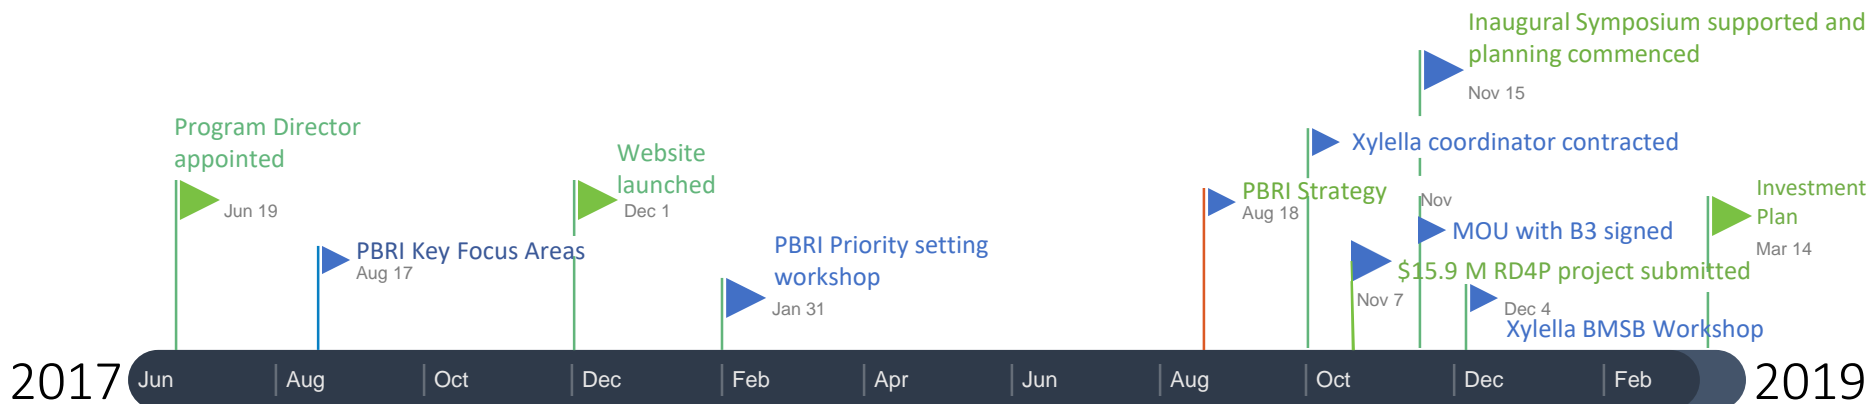 Inaugural Symposium supported and
planning commenced
Nov 15
Program Director
appointed
Jun 19
Website
launched
Dec 1
Xylella coordinator contracted
PBRI Strategy
Aug 18
Nov
MOU with B3 signed
Investment
Plan
Mar 14
PBRI Key Focus Areas
Aug 17
PBRI Priority setting
workshop
Jan 31
$15.9 M RD4P project submitted
Nov 7
Dec 4
Xylella BMSB Workshop
2017
Jun
Aug
Oct
Dec
Feb
Apr
Jun
Aug
Oct
Dec
Feb
2019